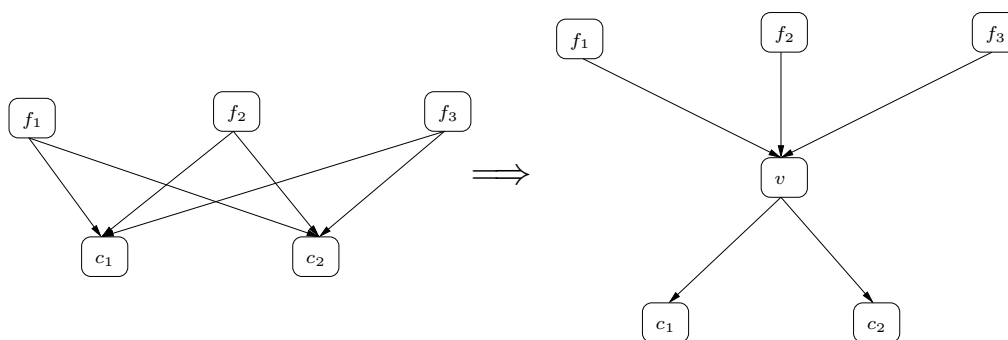 f₁ f₂ f₃
c₁ c₂
⟹
f₁ f₂ f₃
v
c₁ c₂